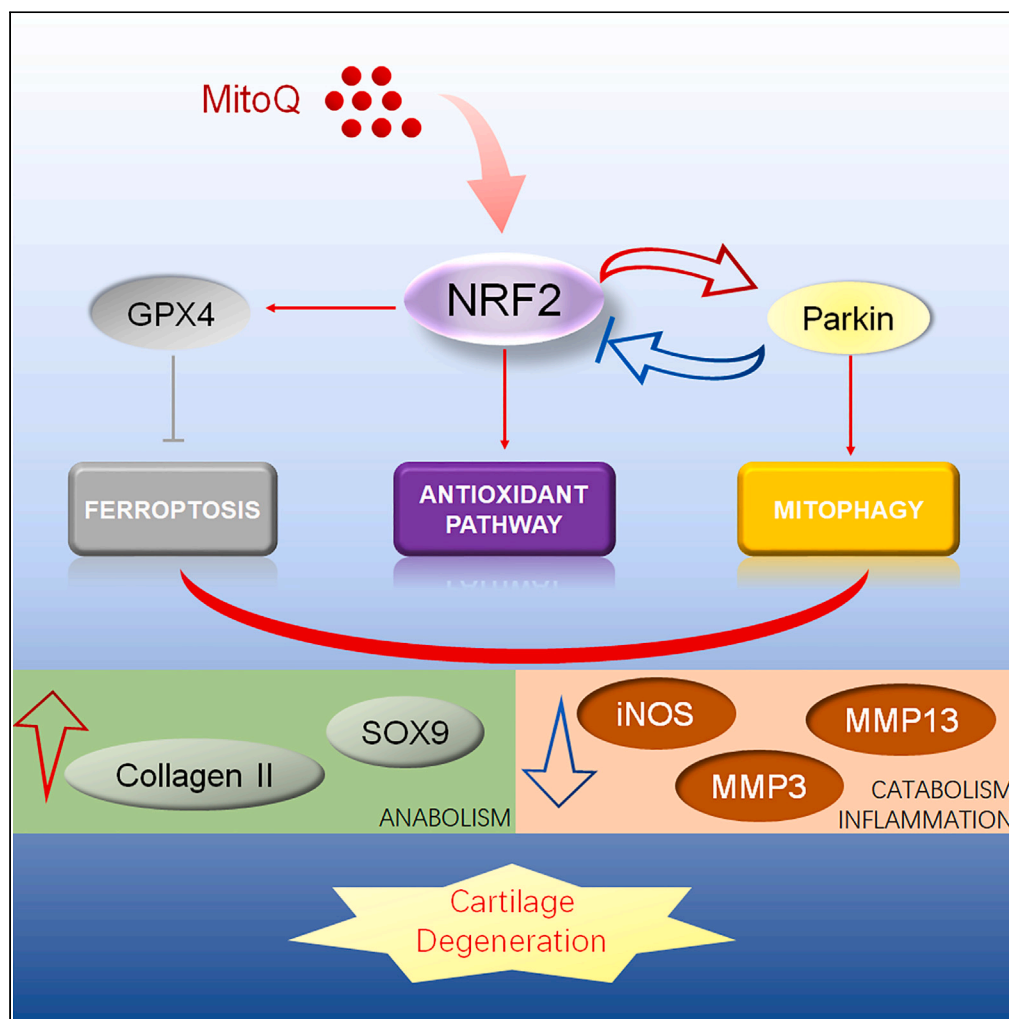 MitoQ
NRF2
GPX4
Parkin
FERROPTOSIS
ANTIOXIDANT
PATHWAY
MITOPHAGY
SOX9
Collagen II
ANABOLISM
iNOS
MMP13
MMP3
CATABOLISM
INFLAMMATION
Cartilage
Degeneration